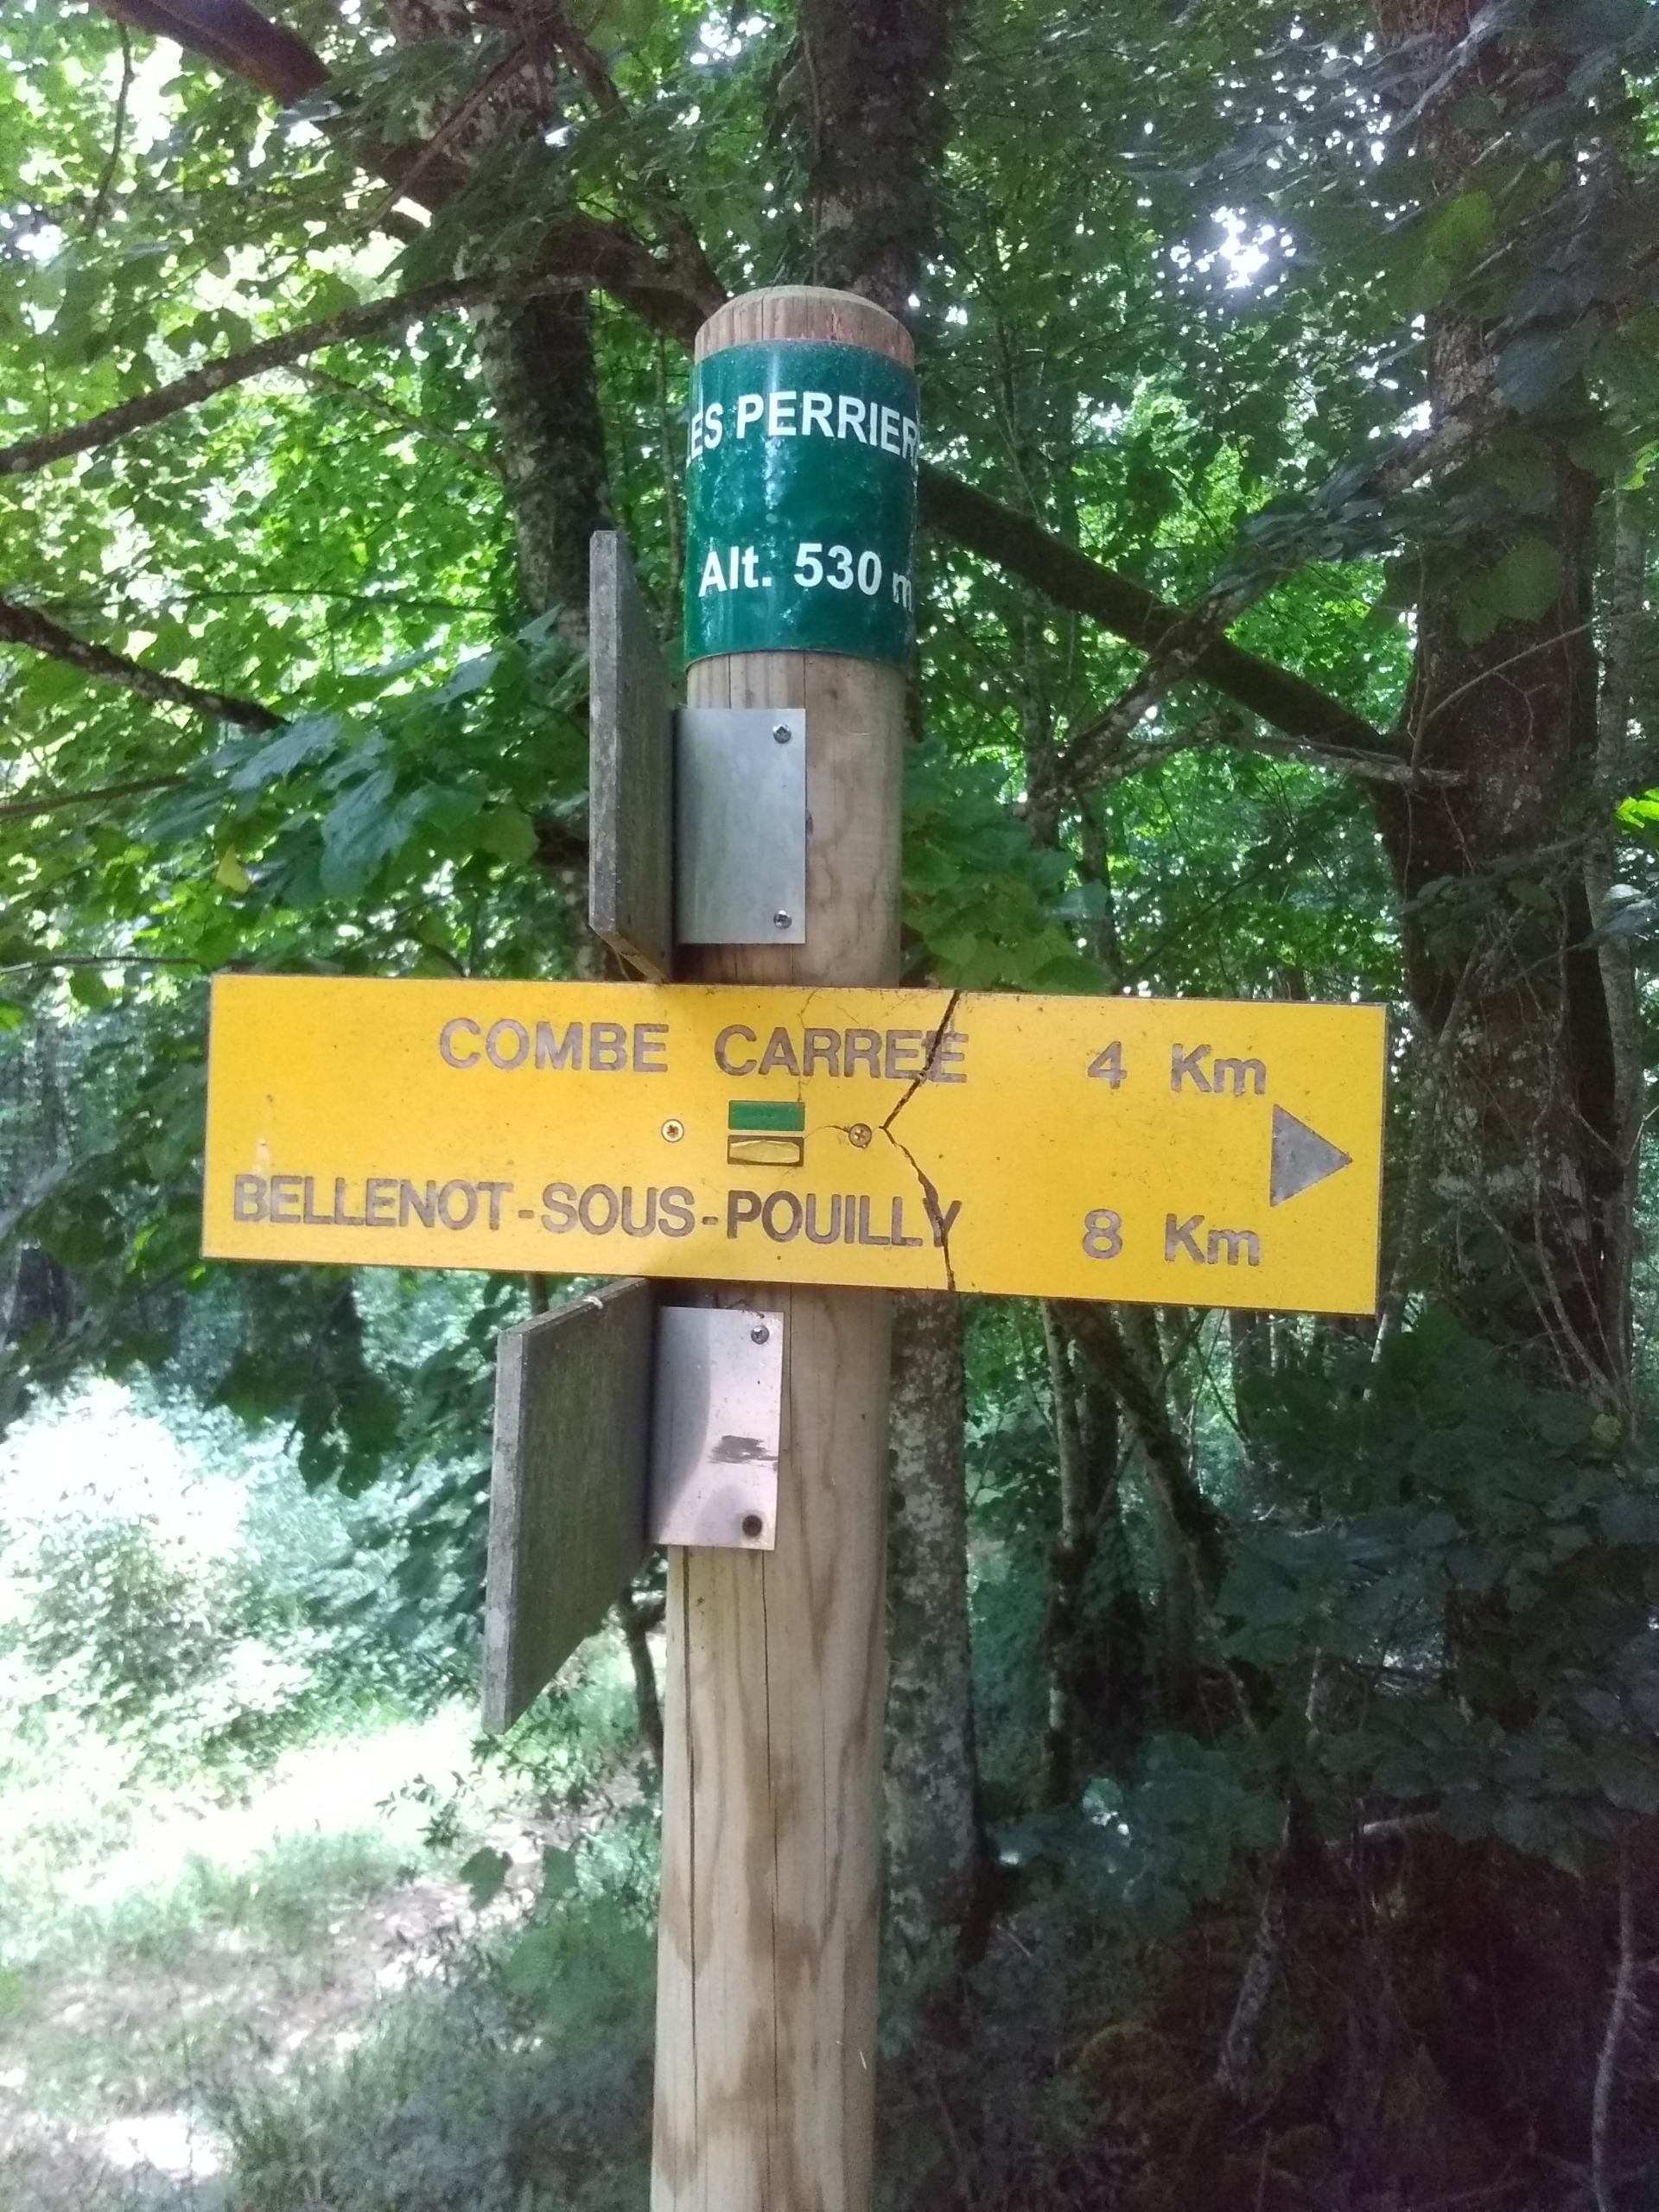 LES PERRIER
Alt. 530 m
COMBE CARREE 4 Km
BELLENOT-SOUS-POUILLY 8 Km